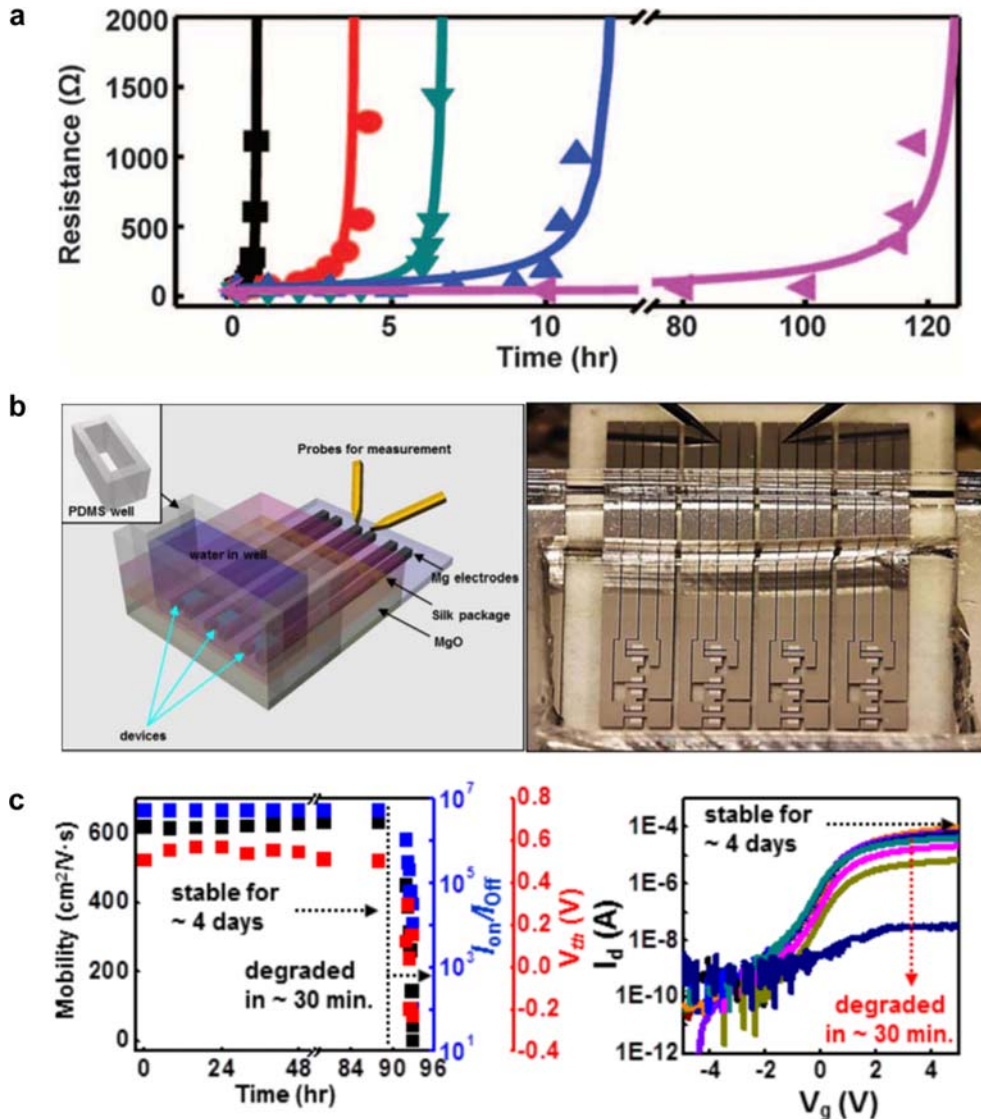 a
2000
1500
1000
500
0
Resistance (Ω)
0 5 10 80 100 120
Time (hr)
b
PDMS well
Probes for measurement
water in well
Mg electrodes
Silk package
MgO
devices
c
Mobility (cm²/V·s)
600
400
200
0
0 24 48 84 90 96
Time (hr)
stable for
~ 4 days
degraded
in ~ 30 min.
10⁷
10⁵
10³
10¹
Ion/IOff
0.8
0.6
0.4
0.2
0.0
-0.2
-0.4
Vth (V)
Id (A)
1E-4
1E-6
1E-8
1E-10
1E-12
stable for
~ 4 days
degraded
in ~ 30 min.
-4 -2 0 2 4
Vg (V)